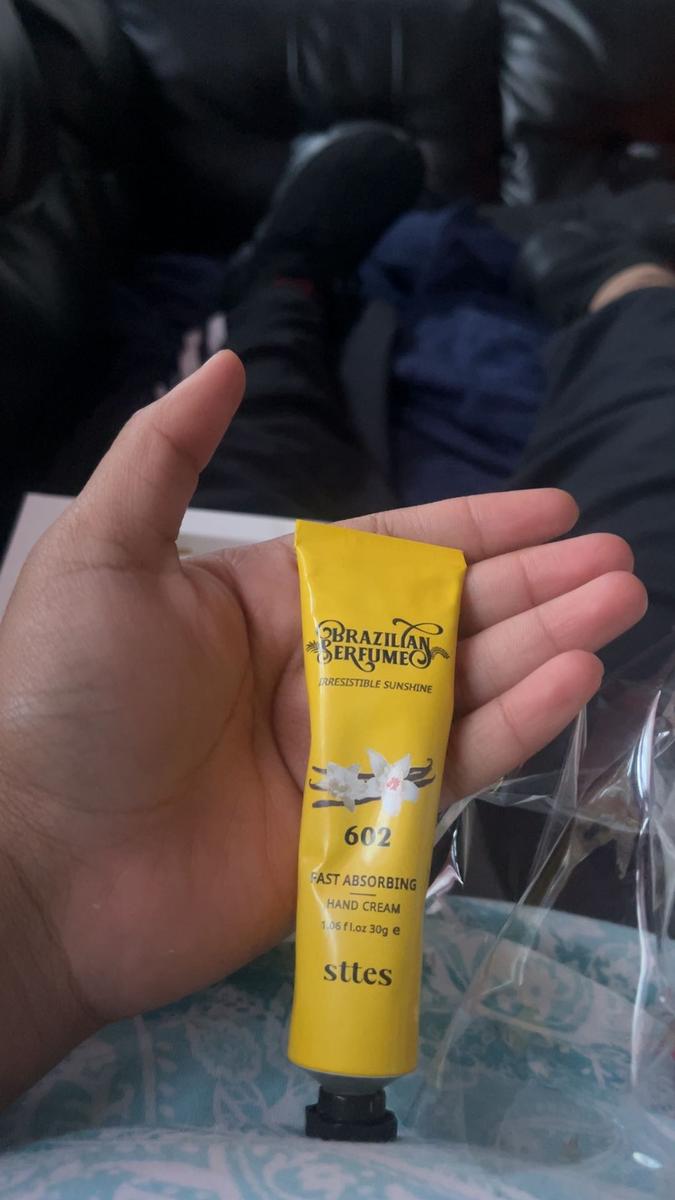 BRAZILIAN
PERFUME
IRRESISTIBLE SUNSHINE
602
FAST ABSORBING
HAND CREAM
1.06 fl.oz 30g e
sttes